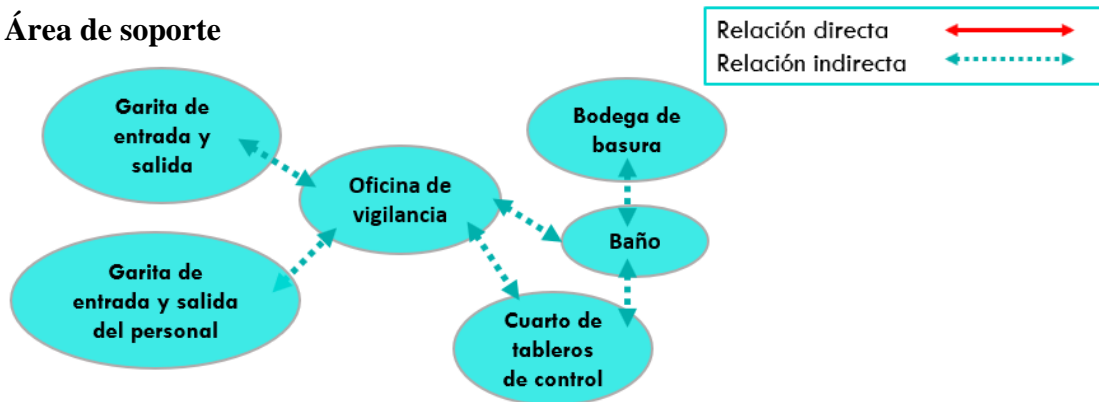 Área de soporte
Relación directa
Relación indirecta
Garita de
entrada y
salida
Bodega de
basura
Oficina de
vigilancia
Baño
Garita de
entrada y salida
del personal
Cuarto de
tableros
de control